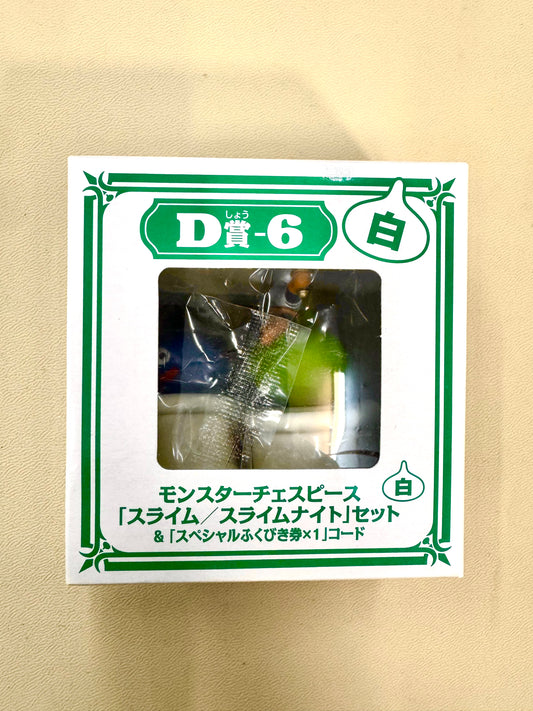 しょう
D賞-6
白
モンスターチェスピース
「スライム／スライムナイト」セット
白
&「スペシャルふくびき券×1」コード